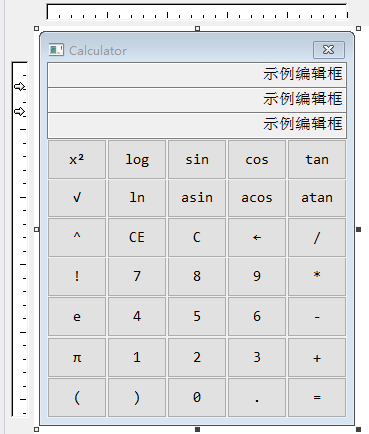 Calculator
示例编辑框
示例编辑框
示例编辑框
x² log sin cos tan
√ ln asin acos atan
^ CE C ← /
! 7 8 9 *
e 4 5 6 -
π 1 2 3 +
( ) 0 . =